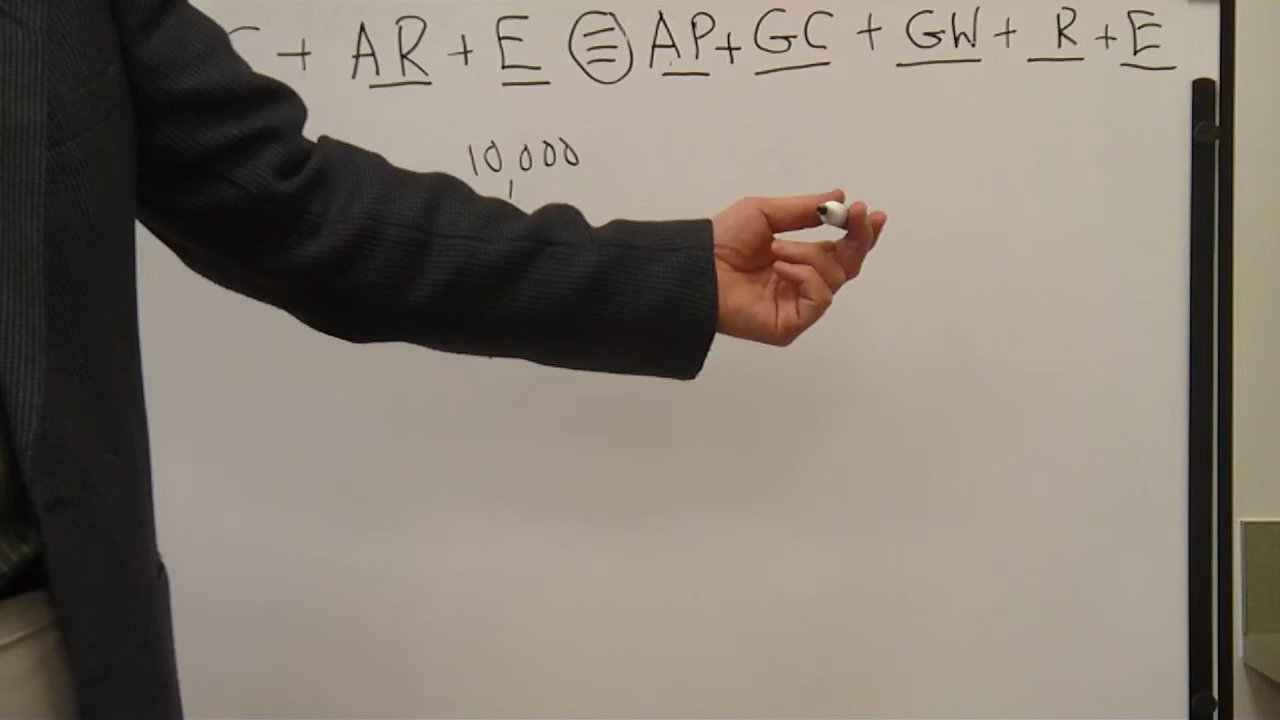 + AR + E = AP + GC + GW + R + E
10,000